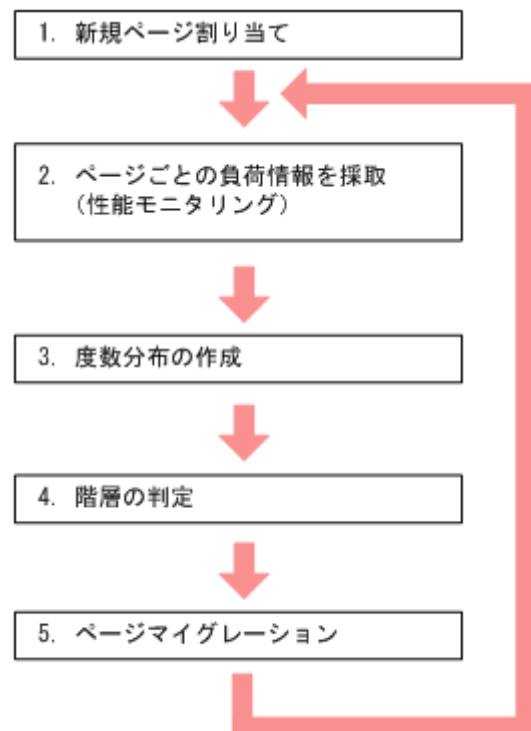 1. 新規ページ割り当て
2. ページごとの負荷情報を採取
(性能モニタリング)
3. 度数分布の作成
4. 階層の判定
5. ページマイグレーション